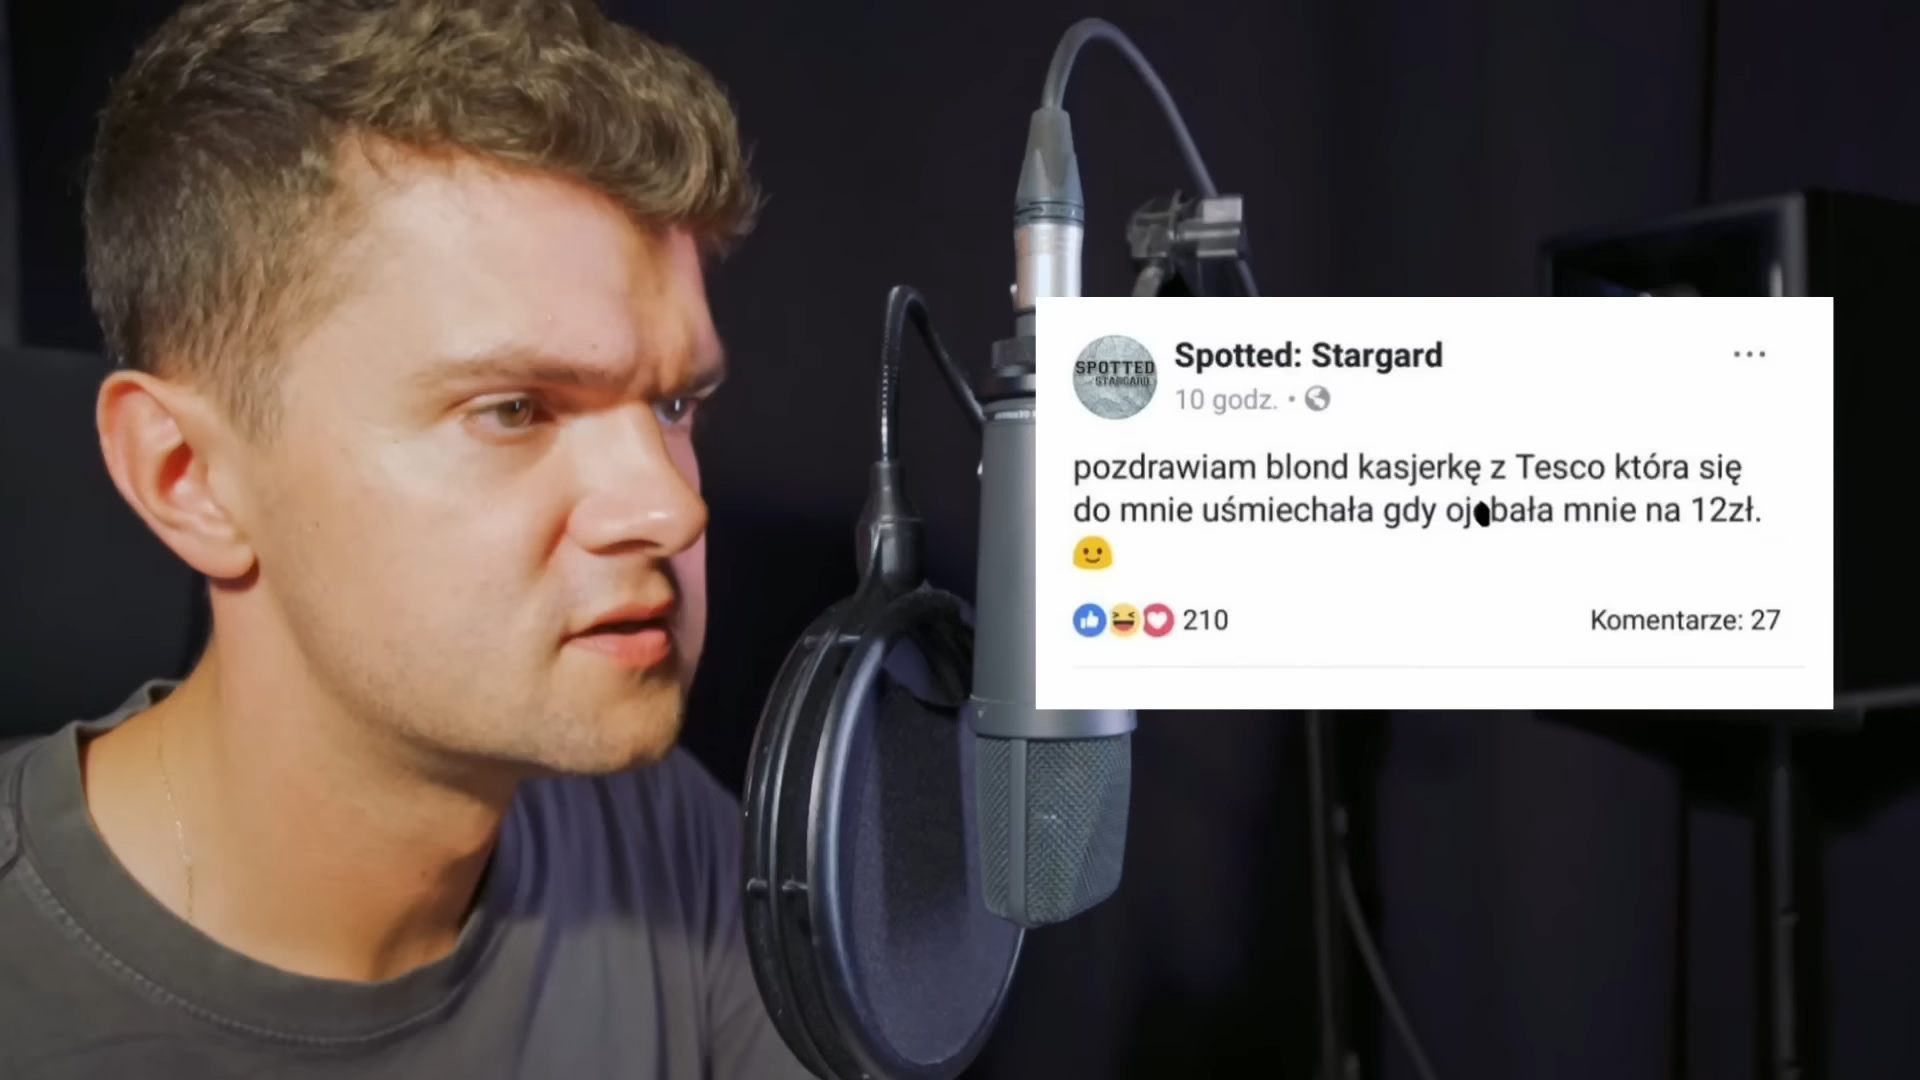 SPOTTED
STARGARD
Spotted: Stargard
10 godz.
pozdrawiam blond kasjerkę z Tesco która się
do mnie uśmiechała gdy oj bała mnie na 12zł.
210
Komentarze: 27